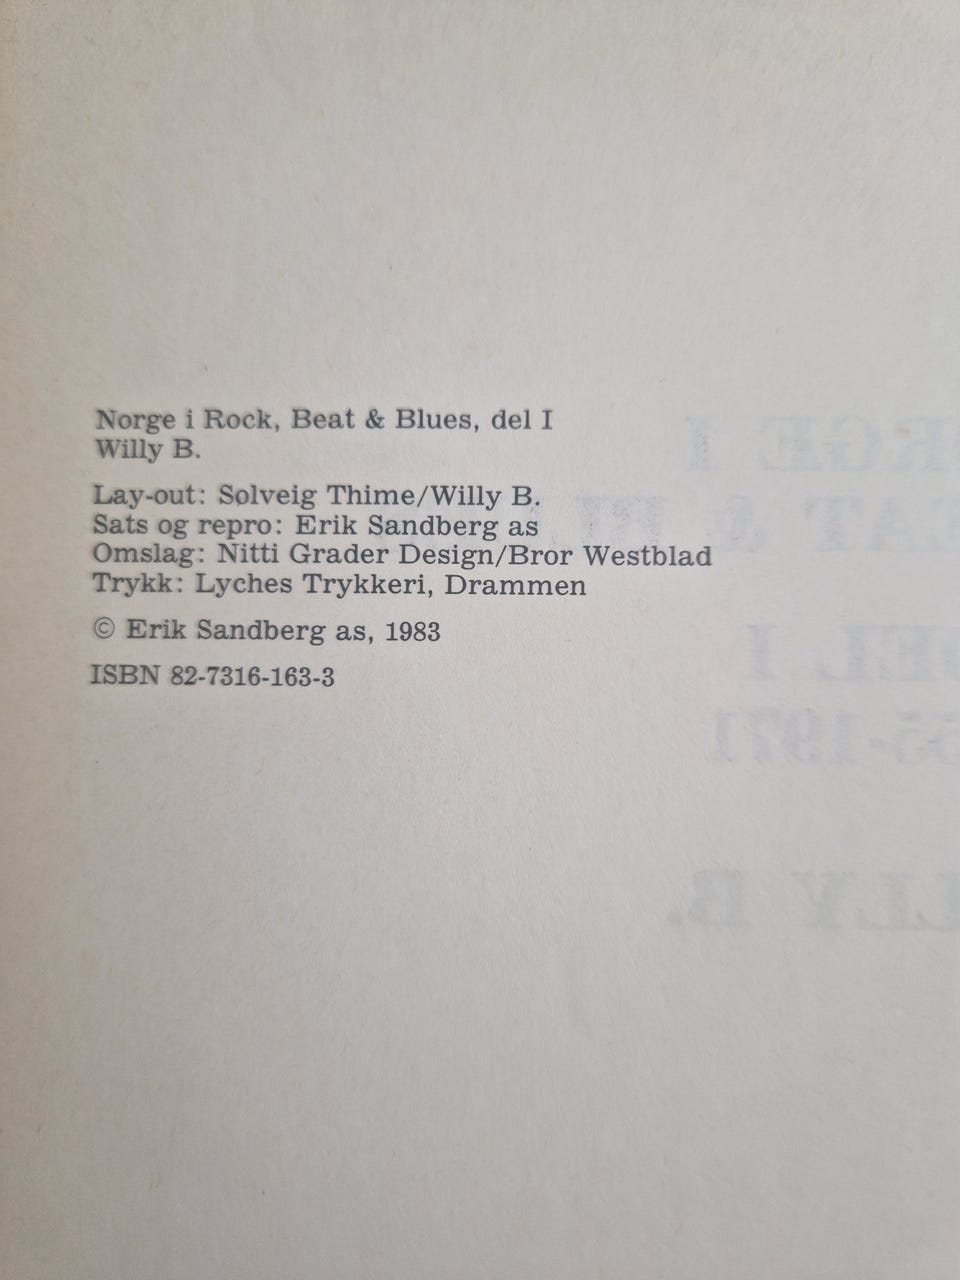 Norge i Rock, Beat & Blues, del I
Willy B.
Lay-out: Solveig Thime/Willy B.
Sats og repro: Erik Sandberg as
Omslag: Nitti Grader Design/Bror Westblad
Trykk: Lyches Trykkeri, Drammen
© Erik Sandberg as, 1983
ISBN 82-7316-163-3